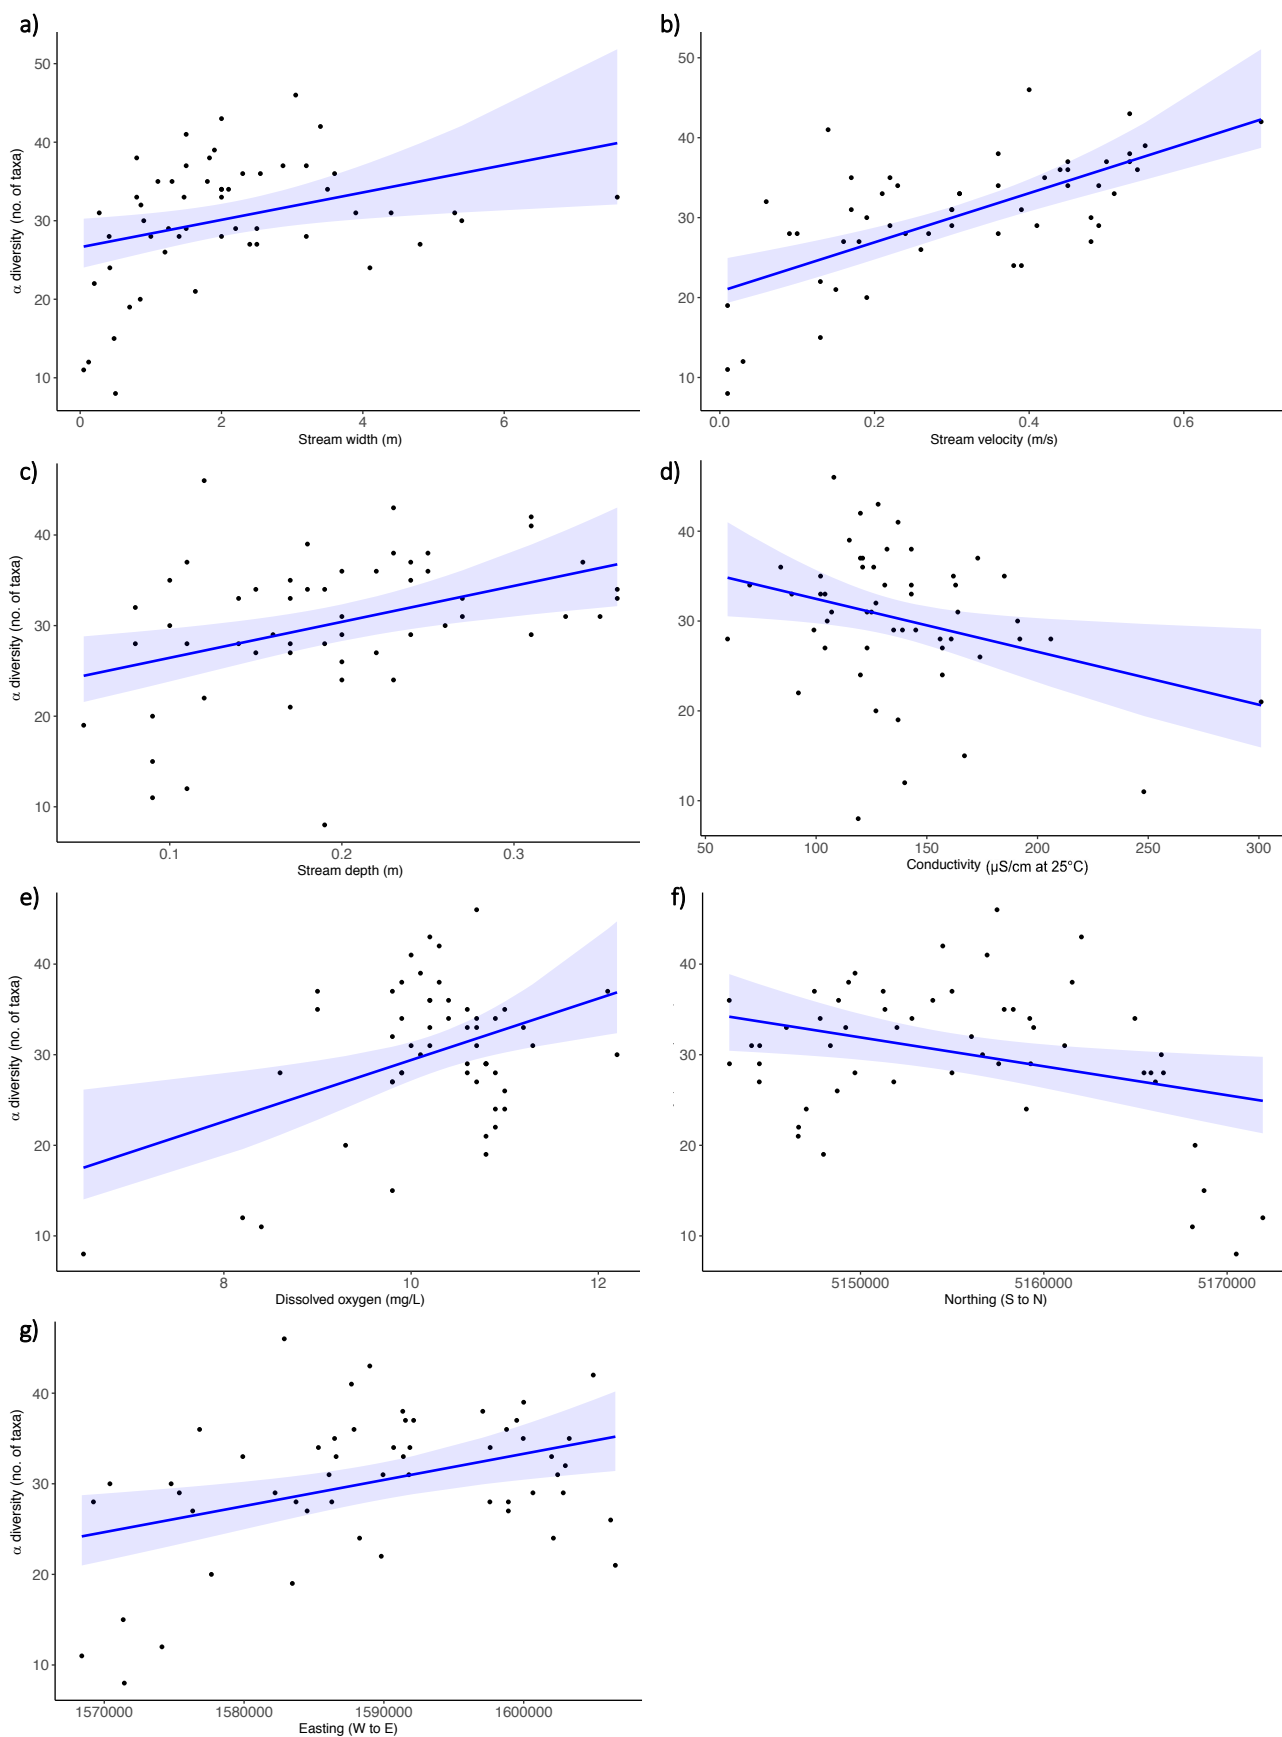 a)
50
40
30
20
10
α diversity (no. of taxa)
0 2 4 6
Stream width (m)
b)
50
40
30
20
10
0.0 0.2 0.4 0.6
Stream velocity (m/s)
c)
40
30
20
10
α diversity (no. of taxa)
0.1 0.2 0.3
Stream depth (m)
d)
40
30
20
10
50 100 150 200 250 300
Conductivity (µS/cm at 25°C)
e)
40
30
20
10
α diversity (no. of taxa)
8 10 12
Dissolved oxygen (mg/L)
f)
40
30
20
10
5150000 5160000 5170000
Northing (S to N)
g)
40
30
20
10
α diversity (no. of taxa)
1570000 1580000 1590000 1600000
Easting (W to E)